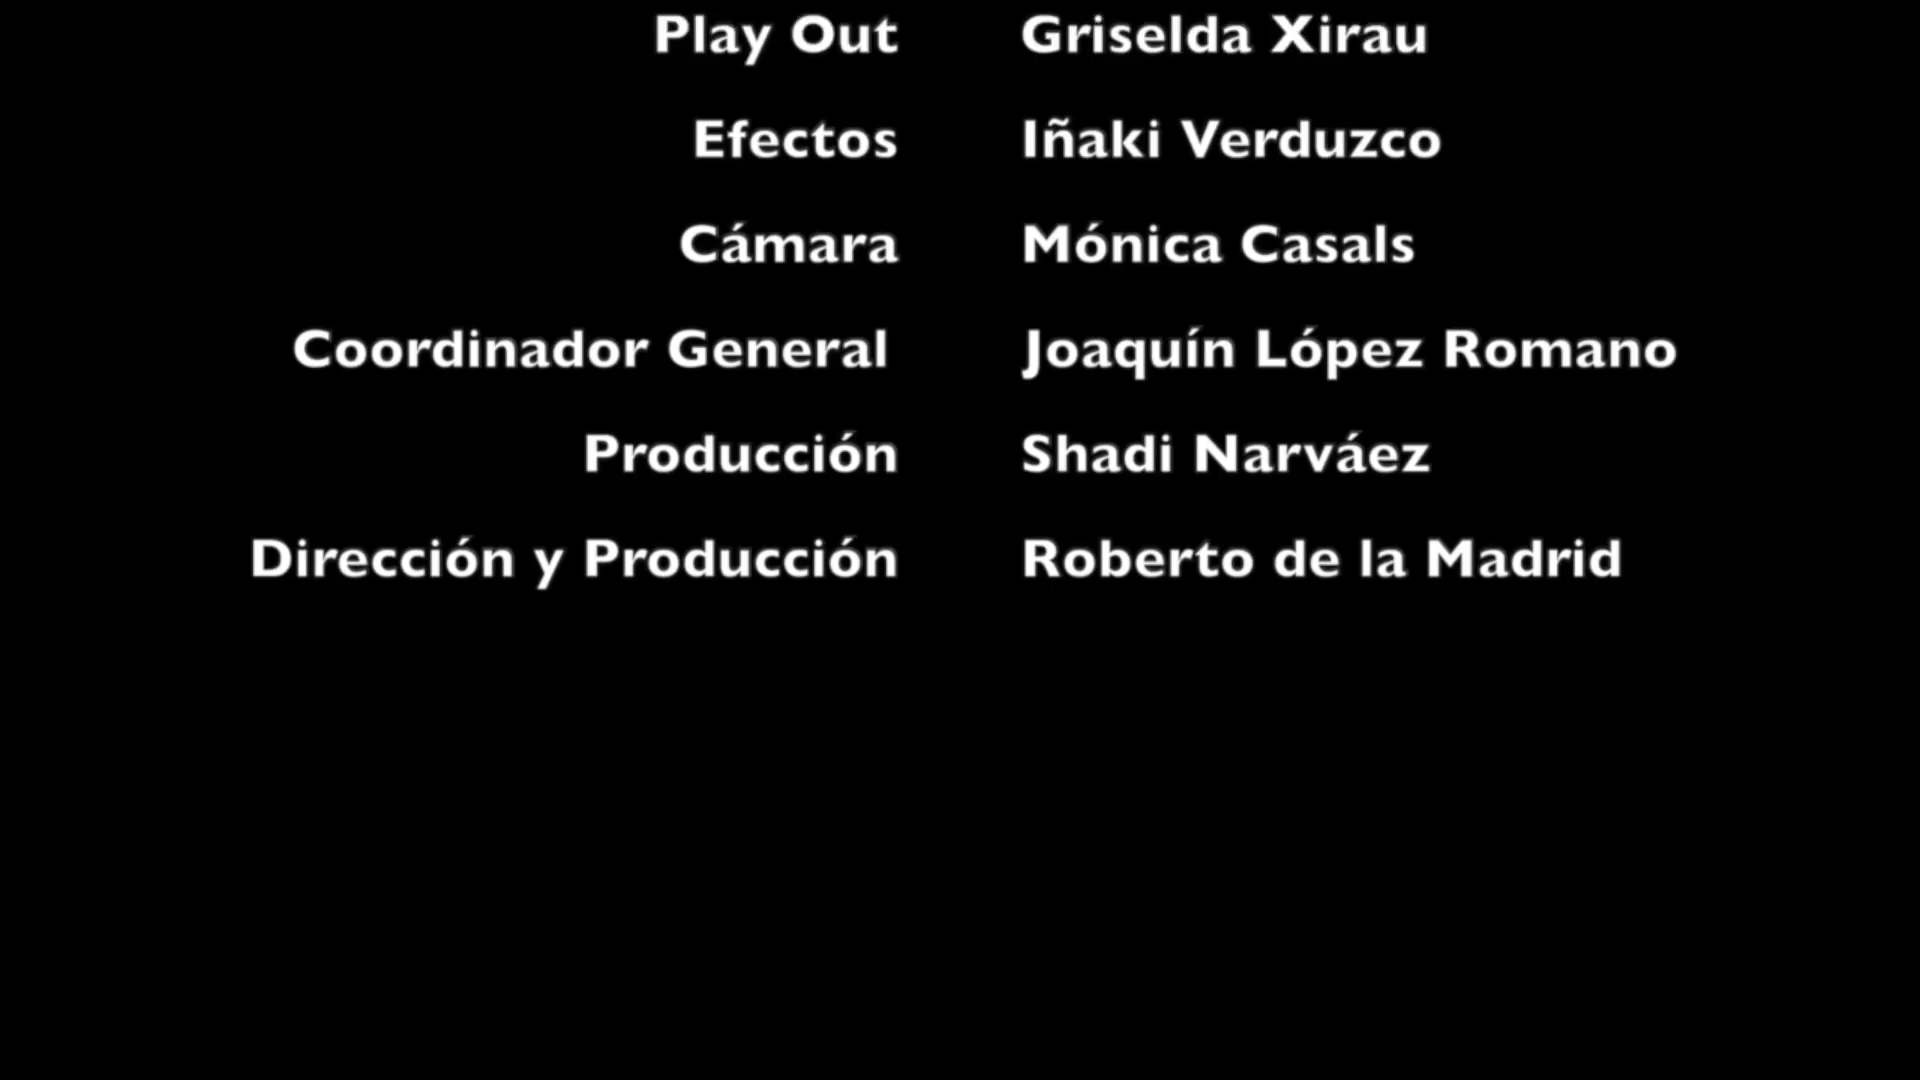 Play Out Griselda Xirau
Efectos Iñaki Verduzco
Cámara Mónica Casals
Coordinador General Joaquín López Romano
Producción Shadi Narváez
Dirección y Producción Roberto de la Madrid